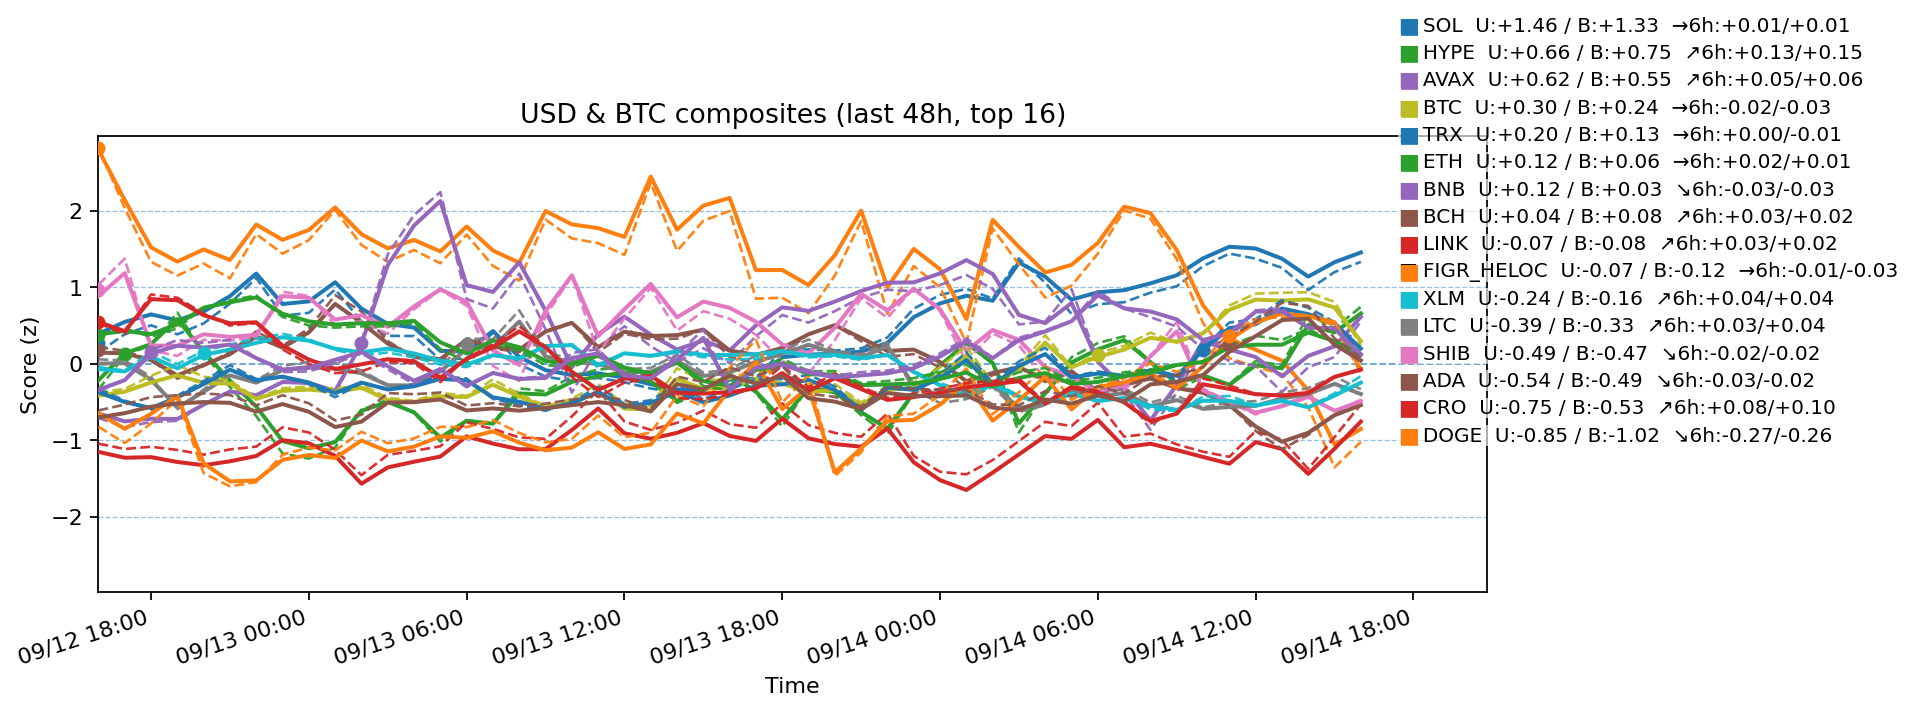 USD & BTC composites (last 48h, top 16)
SOL  U:+1.46 / B:+1.33  →6h:+0.01/+0.01
HYPE  U:+0.66 / B:+0.75  ↗6h:+0.13/+0.15
AVAX  U:+0.62 / B:+0.55  ↗6h:+0.05/+0.06
BTC  U:+0.30 / B:+0.24  →6h:-0.02/-0.03
TRX  U:+0.20 / B:+0.13  →6h:+0.00/-0.01
ETH  U:+0.12 / B:+0.06  →6h:+0.02/+0.01
BNB  U:+0.12 / B:+0.03  ↘6h:-0.03/-0.03
BCH  U:+0.04 / B:+0.08  ↗6h:+0.03/+0.02
LINK  U:-0.07 / B:-0.08  ↗6h:+0.03/+0.02
FIGR_HELOC  U:-0.07 / B:-0.12  →6h:-0.01/-0.03
XLM  U:-0.24 / B:-0.16  ↗6h:+0.04/+0.04
LTC  U:-0.39 / B:-0.33  ↗6h:+0.03/+0.04
SHIB  U:-0.49 / B:-0.47  ↘6h:-0.02/-0.02
ADA  U:-0.54 / B:-0.49  ↘6h:-0.03/-0.02
CRO  U:-0.75 / B:-0.53  ↗6h:+0.08/+0.10
DOGE  U:-0.85 / B:-1.02  ↘6h:-0.27/-0.26
Score (z)
2
1
0
−1
−2
09/12 18:00
09/13 00:00
09/13 06:00
09/13 12:00
09/13 18:00
09/14 00:00
09/14 06:00
09/14 12:00
09/14 18:00
Time